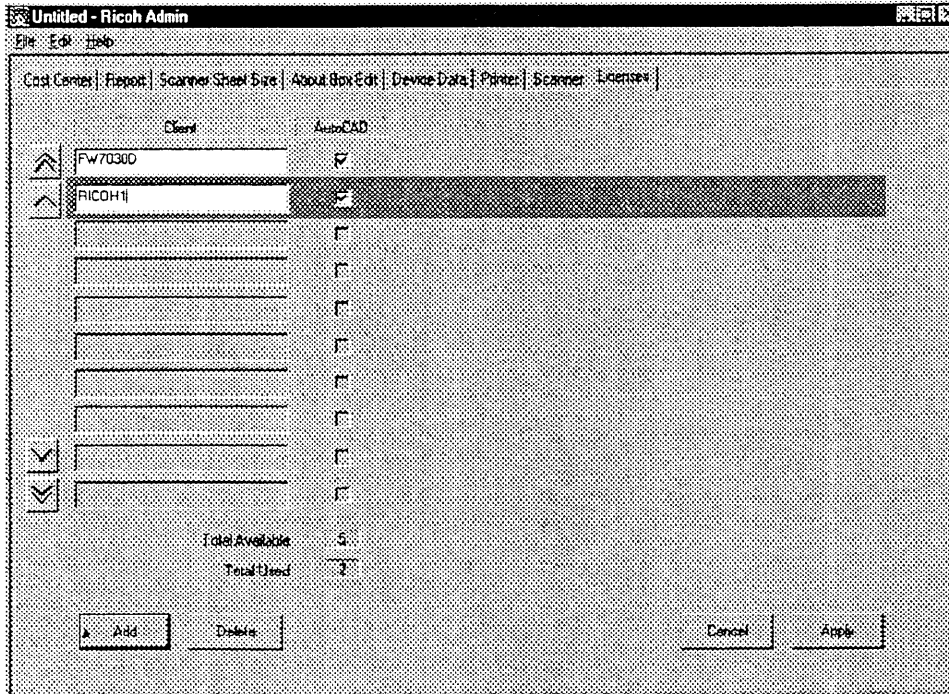 Untitled - Ricoh Admin
File Edit Help
Cost Center Report Scanner Sheet Size About Box Edit Device Data Printer Scanner Licenses
Client AutoCAD
FW7030D
RICOH1
Total Available 5
Total Used 2
Add Delete Cancel Apply